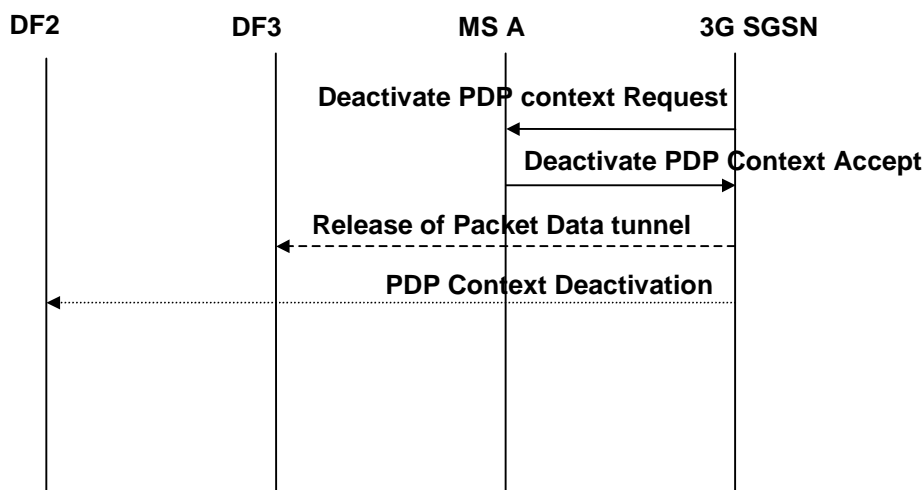 DF2 DF3 MS A 3G SGSN
Deactivate PDP context Request
Deactivate PDP Context Accept
Release of Packet Data tunnel
PDP Context Deactivation